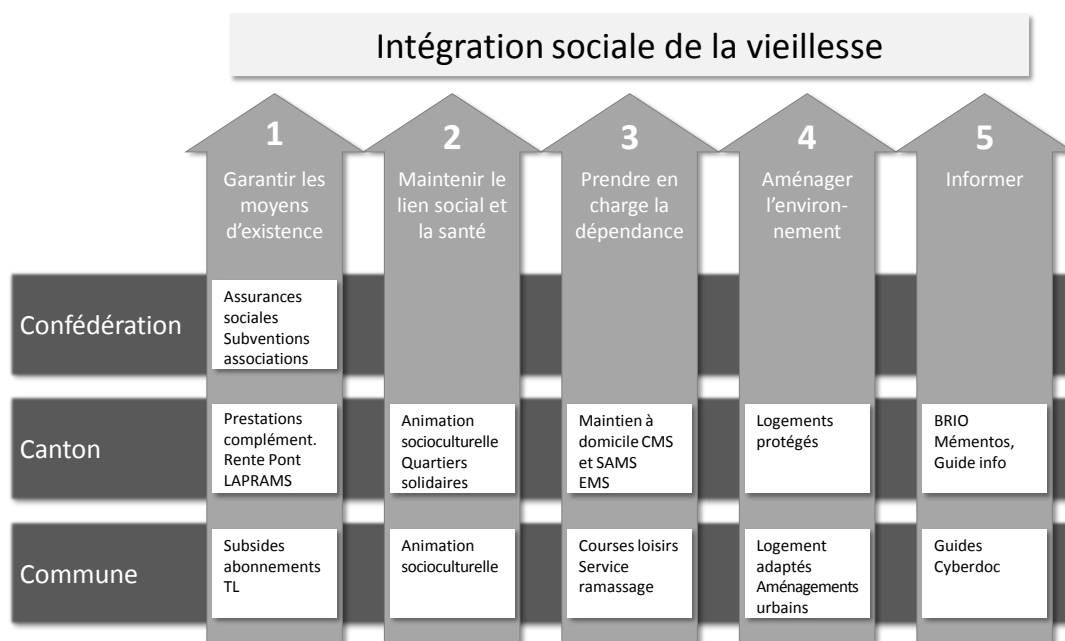 Intégration sociale de la vieillesse
1
Garantir les
moyens
d'existence
2
Maintenir le
lien social et
la santé
3
Prendre en
charge la
dépendance
4
Aménager
l'environ-
nement
5
Informer
Confédération
Assurances
sociales
Subventions
associations
Canton
Prestations
complément.
Rente Pont
LAPRAMS
Animation
socioculturelle
Quartiers
solidaires
Maintien à
domicile CMS
et SAMS
EMS
Logements
protégés
BRIO
Mémentos,
Guide info
Commune
Subsides
abonnements
TL
Animation
socioculturelle
Courses loisirs
Service
ramassage
Logement
adaptés
Aménagements
urbains
Guides
Cyberdoc